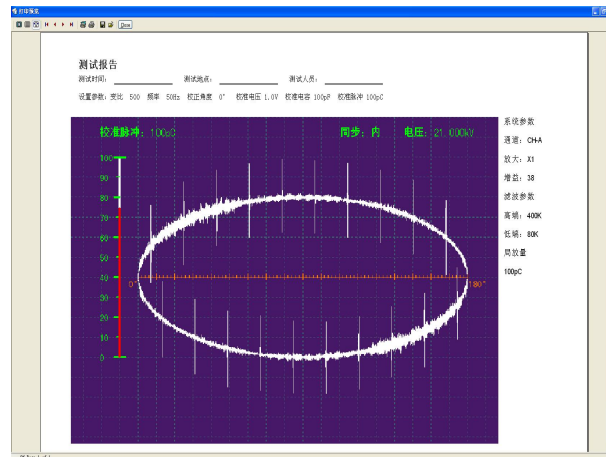 打印预览
Close
测试报告
测试时间： 测试地点： 测试人员：
设置参数：变比 500 频率 50Hz 校正角度 0° 校准电压 1.0V 校准电容 100pF 校准脉冲 100pC
校准脉冲：100pC 同步：内 电压：21.000kV
100
90
80
70
60
50
40
30
20
10
0
0°
180°
系统参数
通道：CH-A
放大：X1
增益：38
滤波参数
高端：400K
低端：80K
局放量
100pC